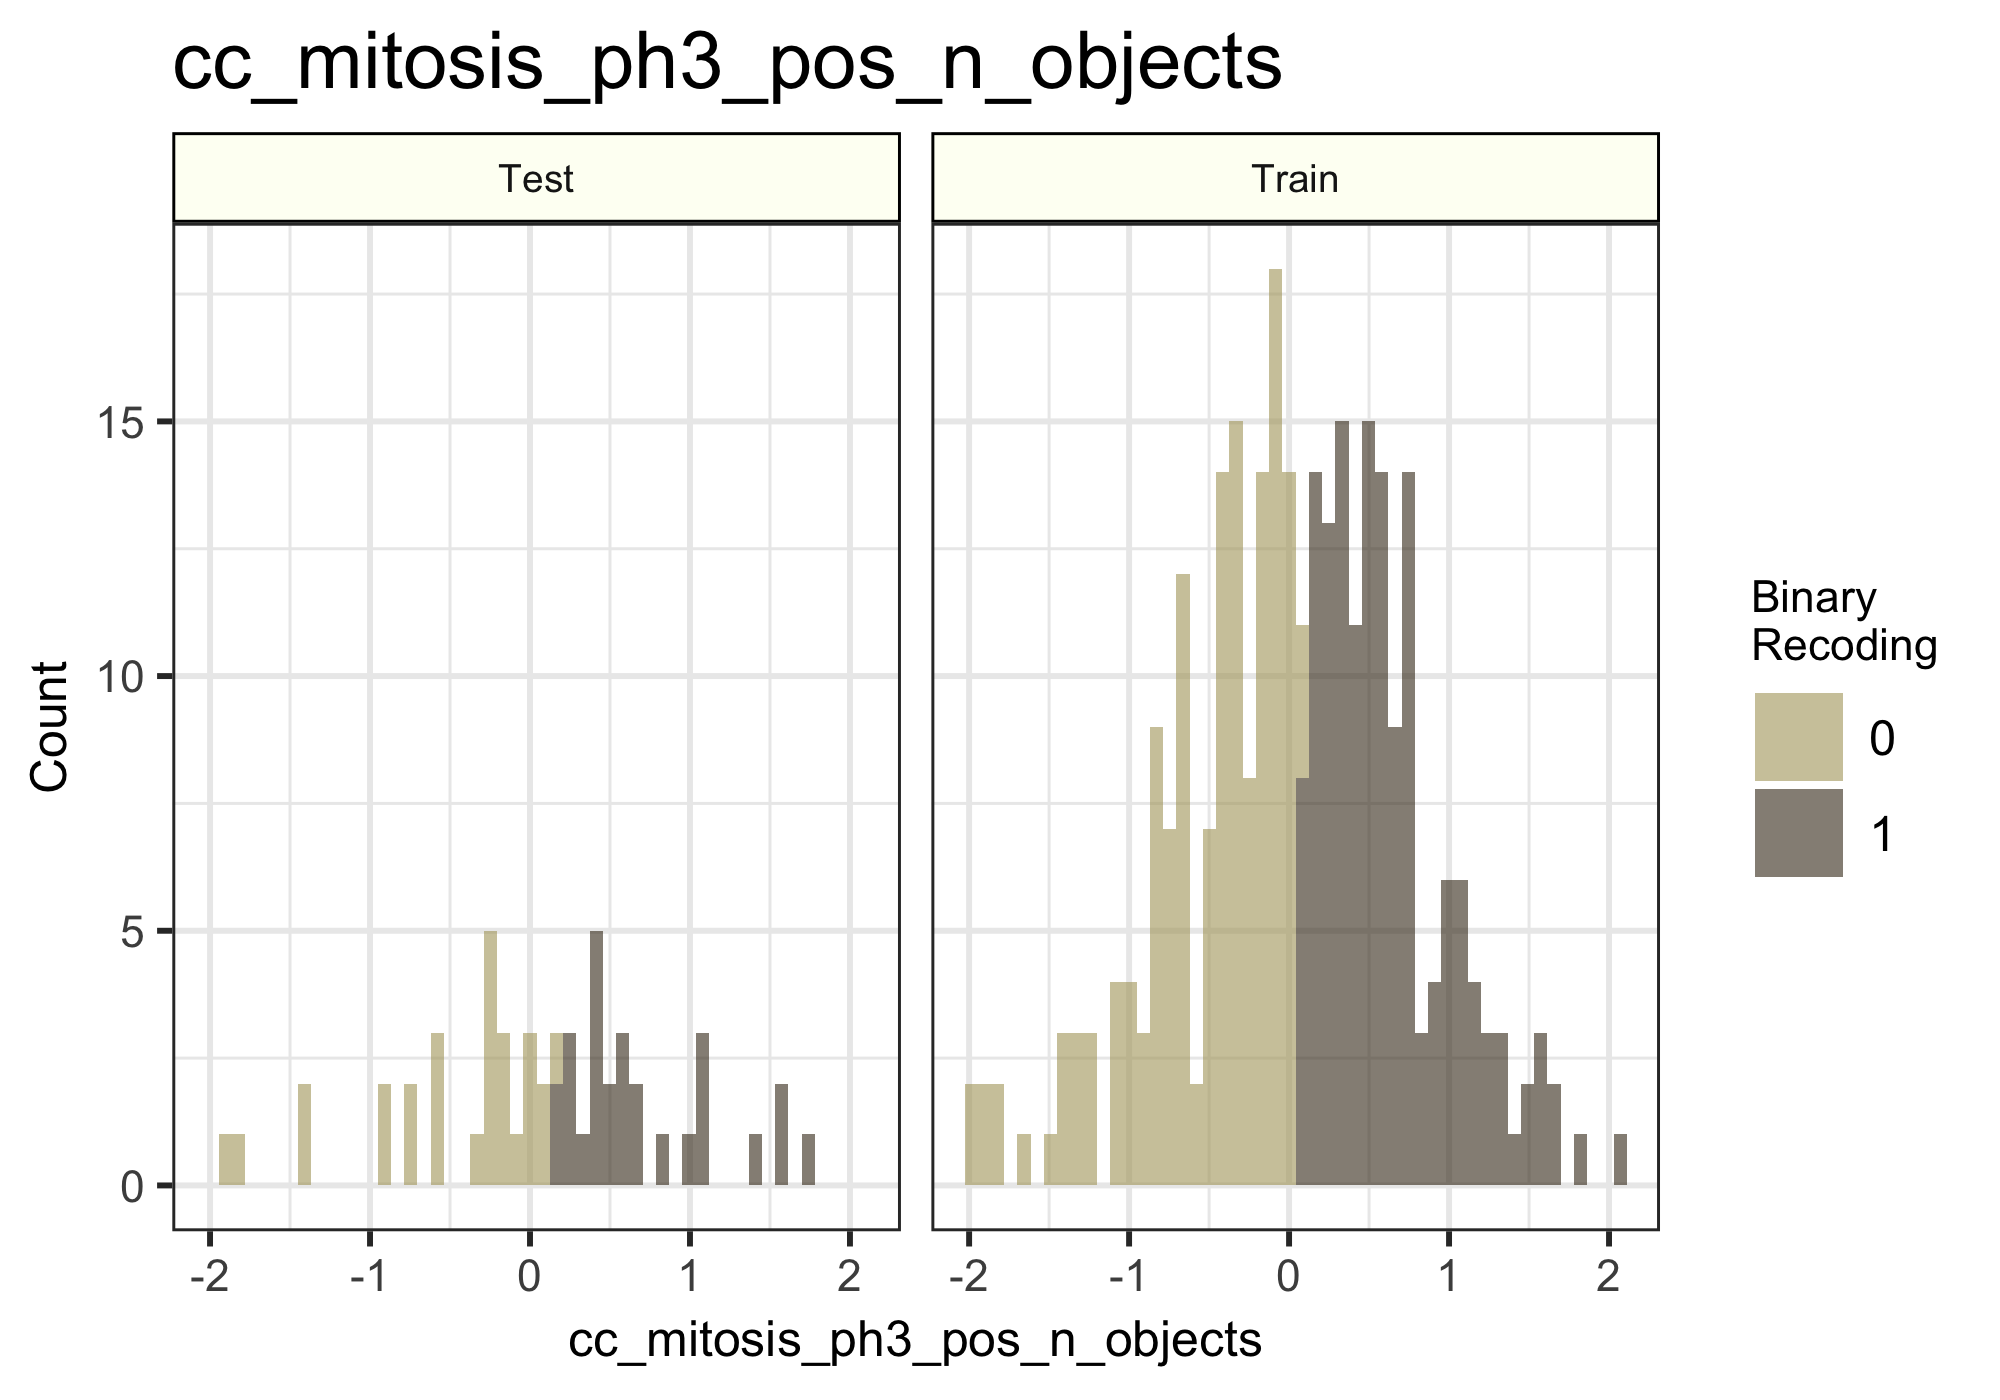 cc_mitosis_ph3_pos_n_objects
Test
Train
15
10
5
0
Count
-2
-1
0
1
2
-2
-1
0
1
2
cc_mitosis_ph3_pos_n_objects
Binary
Recoding
0
1